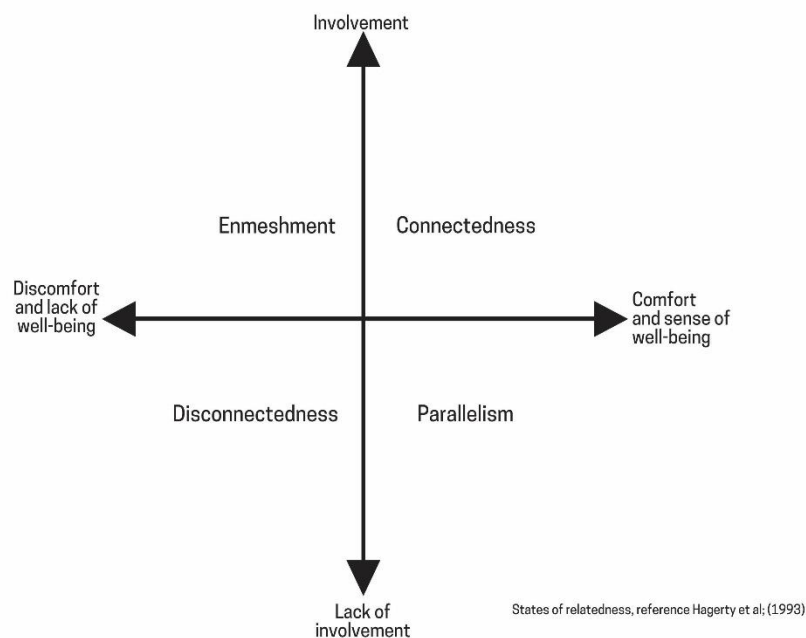 Involvement
Enmeshment
Connectedness
Discomfort
and lack of
well-being
Comfort
and sense of
well-being
Disconnectedness
Parallelism
Lack of
involvement
States of relatedness, reference Hagerty et al; (1993)